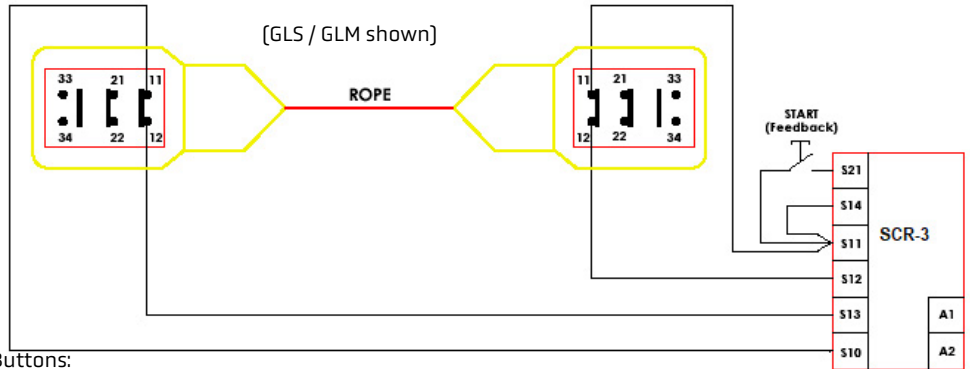 (GLS / GLM shown)
33 21 11
34 22 12
ROPE
11 21 33
12 22 34
START
(Feedback)
S21
S14
S11
S12
S13
S10
SCR-3
A1
A2
Buttons: